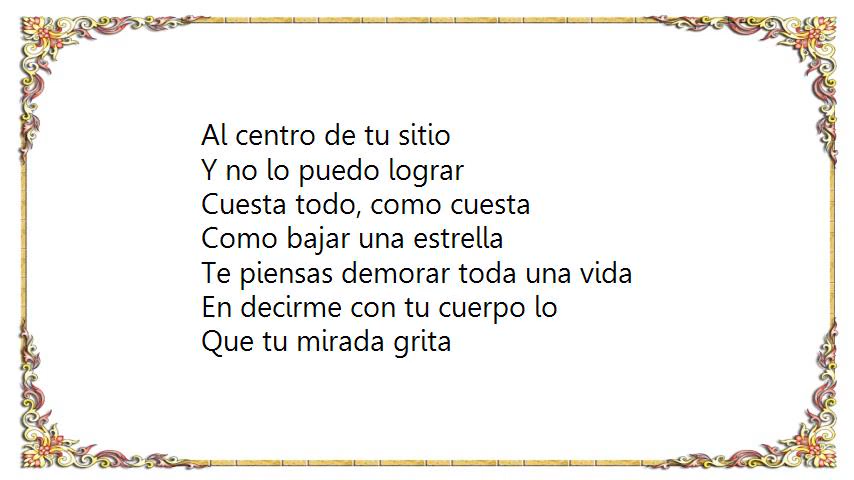 Al centro de tu sitio
Y no lo puedo lograr
Cuesta todo, como cuesta
Como bajar una estrella
Te piensas demorar toda una vida
En decirme con tu cuerpo lo
Que tu mirada grita